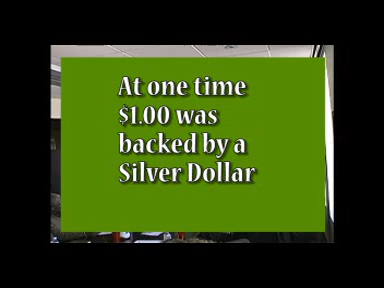 At one time
$1.00 was
backed by a
Silver Dollar